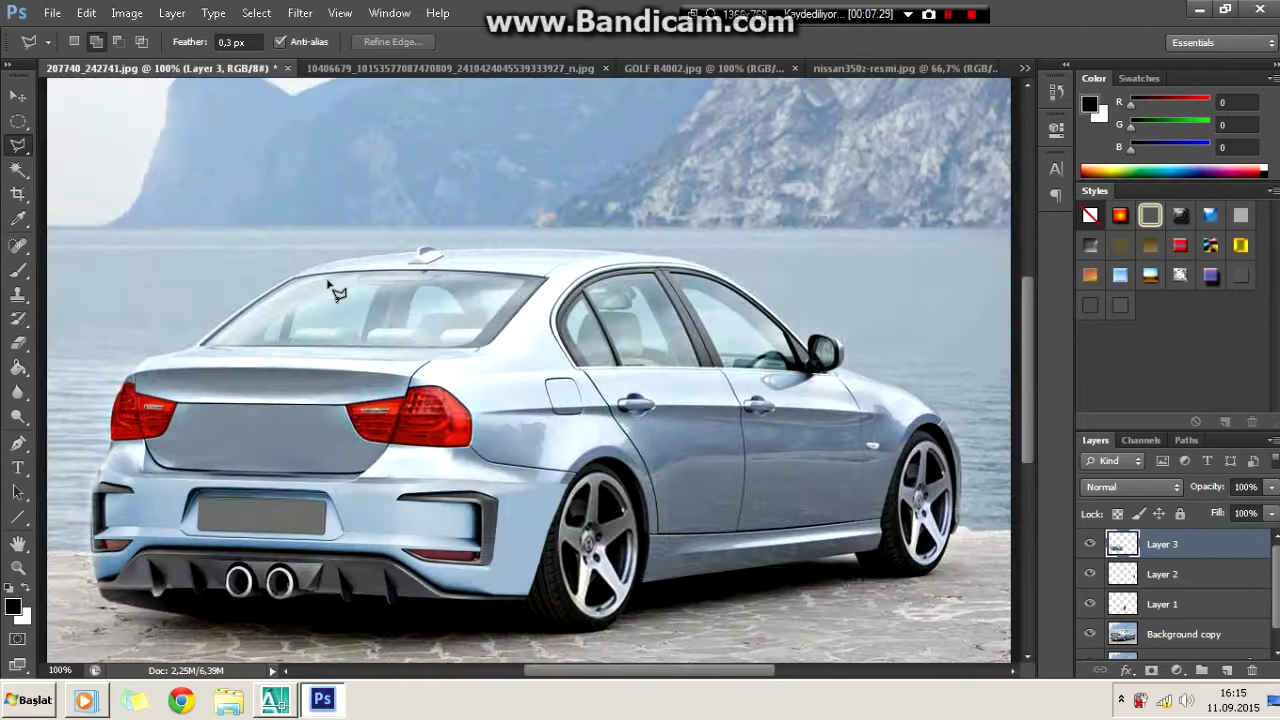 Ps File Edit Image Layer Type Select Filter View Window Help
www.Bandicam.com
1366x768 Kaydediliyor... [00:07:29]
Feather: 0,3 px Anti-alias Refine Edge... Essentials
207740_242741.jpg @ 100% (Layer 3, RGB/8#) * × 10406679_10153577087470809_2410424045539333927_n.jpg × GOLF R4002.jpg @ 100% (RGB/... × nissan350z-resmi.jpg @ 66,7% (RGB/...
Color Swatches
R 0
G 0
B 0
Styles
Layers Channels Paths
Kind
Normal Opacity: 100%
Lock: Fill: 100%
Layer 3
Layer 2
Layer 1
Background copy
100% Doc: 2,25M/6,39M
Başlat Ps
16:15
11.09.2015